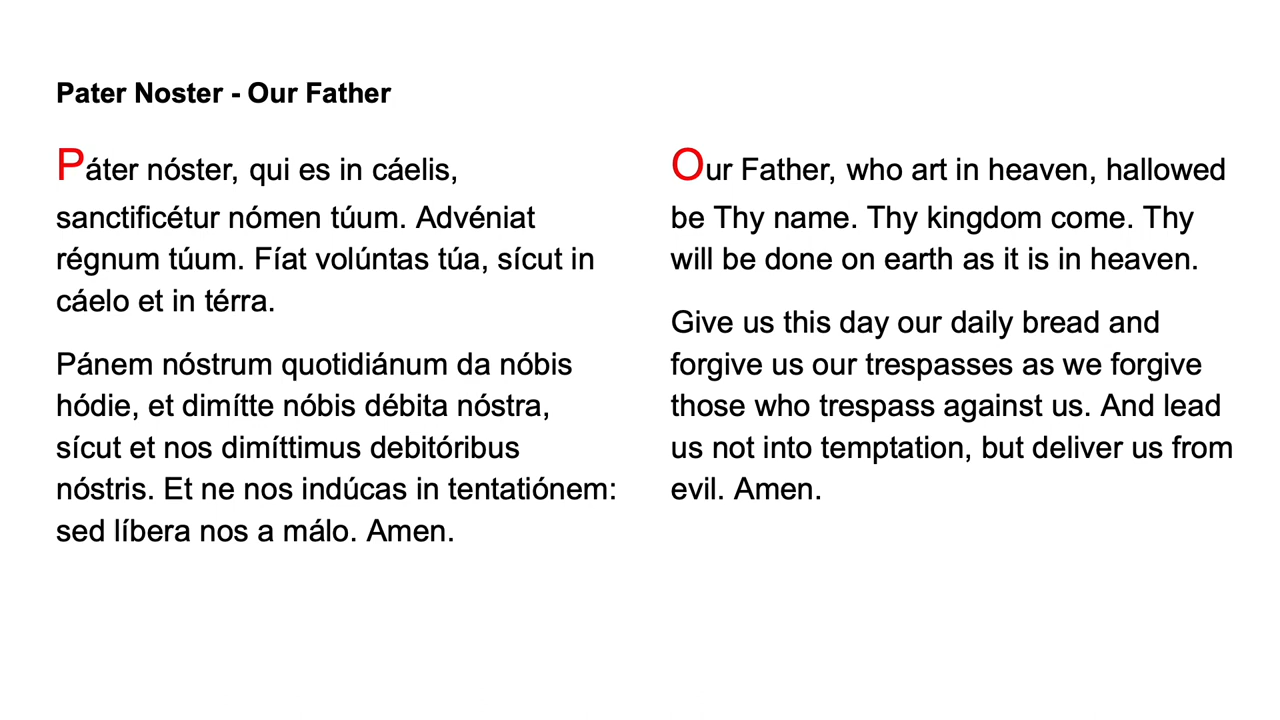 Pater Noster - Our Father
Páter nóster, qui es in cáelis,
sanctificétur nómen túum. Advéniat
régnum túum. Fíat volúntas túa, sícut in
cáelo et in térra.
Pánem nóstrum quotidiánum da nóbis
hódie, et dimítte nóbis débita nóstra,
sícut et nos dimíttimus debitóribus
nóstris. Et ne nos indúcas in tentatiónem:
sed líbera nos a málo. Amen.
Our Father, who art in heaven, hallowed
be Thy name. Thy kingdom come. Thy
will be done on earth as it is in heaven.
Give us this day our daily bread and
forgive us our trespasses as we forgive
those who trespass against us. And lead
us not into temptation, but deliver us from
evil. Amen.